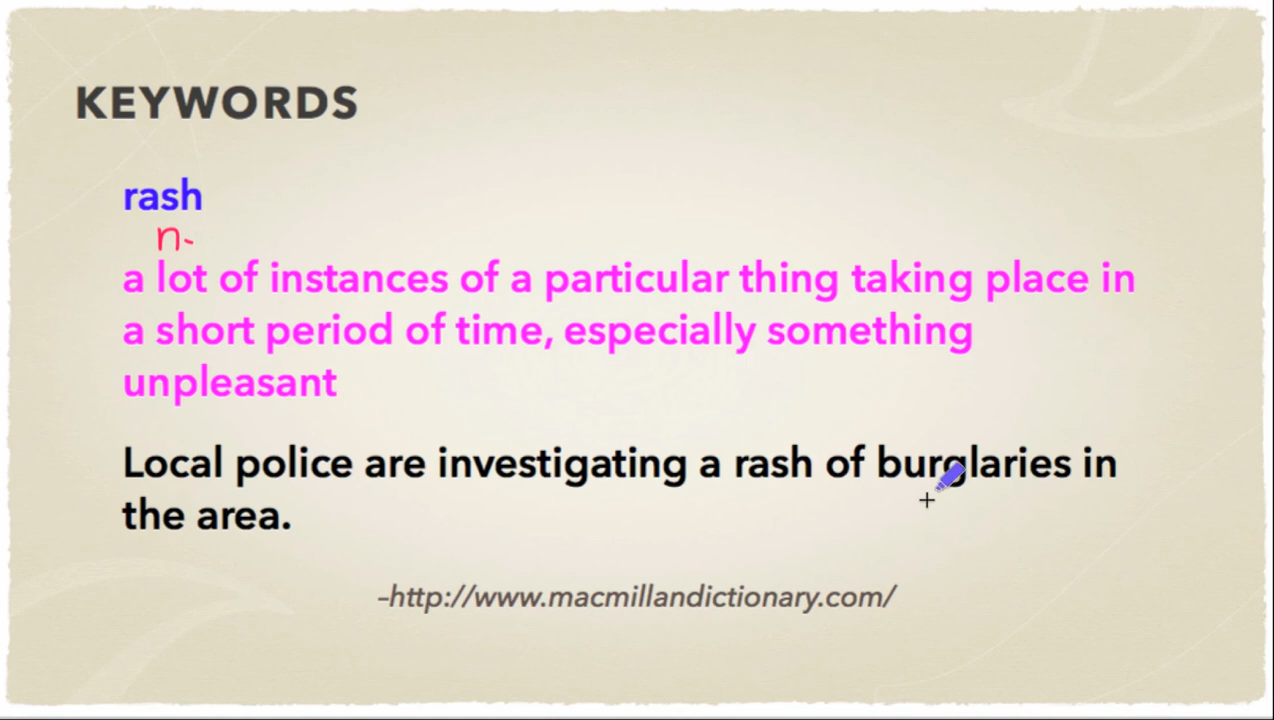 KEYWORDS
rash
n.
a lot of instances of a particular thing taking place in
a short period of time, especially something
unpleasant
Local police are investigating a rash of burglaries in
the area.
–http://www.macmillandictionary.com/